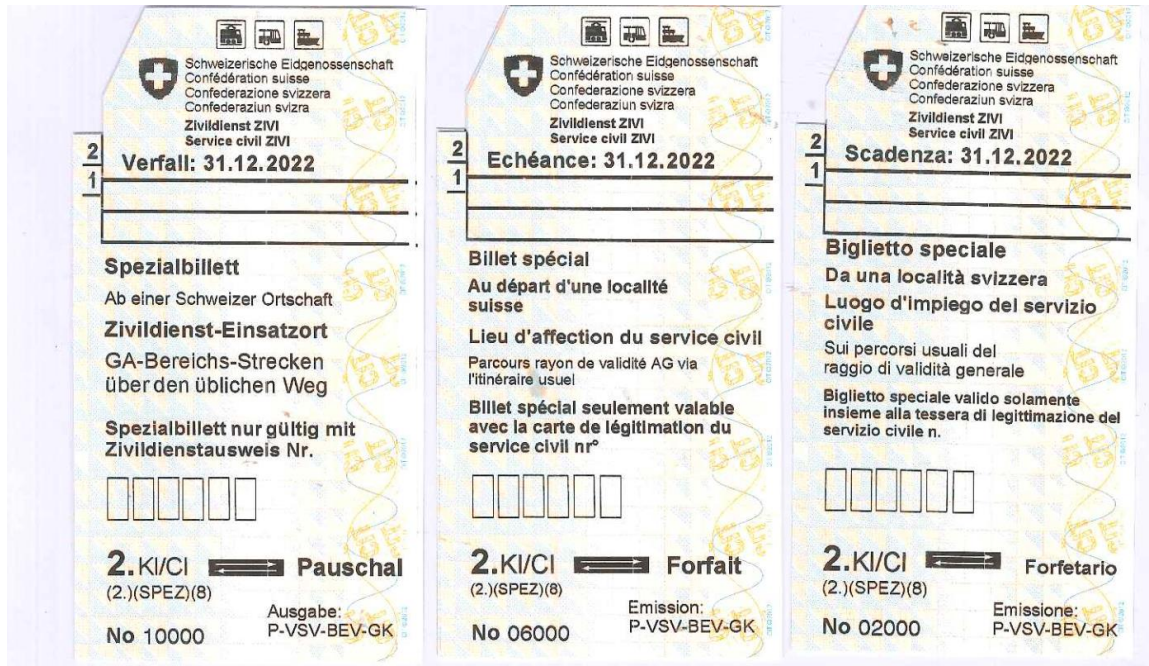 Schweizerische Eidgenossenschaft
Confédération suisse
Confederazione svizzera
Confederaziun svizra
Zivildienst ZIVI
Service civil ZIVI
2
1
Verfall: 31.12.2022
Spezialbillett
Ab einer Schweizer Ortschaft
Zivildienst-Einsatzort
GA-Bereichs-Strecken
über den üblichen Weg
Spezialbillett nur gültig mit
Zivildienstausweis Nr.
2.KI/CI Pauschal
(2.)(SPEZ)(8)
Ausgabe:
No 10000 P-VSV-BEV-GK
Schweizerische Eidgenossenschaft
Confédération suisse
Confederazione svizzera
Confederaziun svizra
Zivildienst ZIVI
Service civil ZIVI
2
1
Echéance: 31.12.2022
Billet spécial
Au départ d'une localité
suisse
Lieu d'affection du service civil
Parcours rayon de validité AG via
l'itinéraire usuel
Billet spécial seulement valable
avec la carte de légitimation du
service civil nr°
2.KI/CI Forfait
(2.)(SPEZ)(8)
Emission:
No 06000 P-VSV-BEV-GK
Schweizerische Eidgenossenschaft
Confédération suisse
Confederazione svizzera
Confederaziun svizra
Zivildienst ZIVI
Service civil ZIVI
2
1
Scadenza: 31.12.2022
Biglietto speciale
Da una località svizzera
Luogo d'impiego del servizio
civile
Sui percorsi usuali del
raggio di validità generale
Biglietto speciale valido solamente
insieme alla tessera di legittimazione del
servizio civile n.
2.KI/CI Forfetario
(2.)(SPEZ)(8)
Emissione:
No 02000 P-VSV-BEV-GK